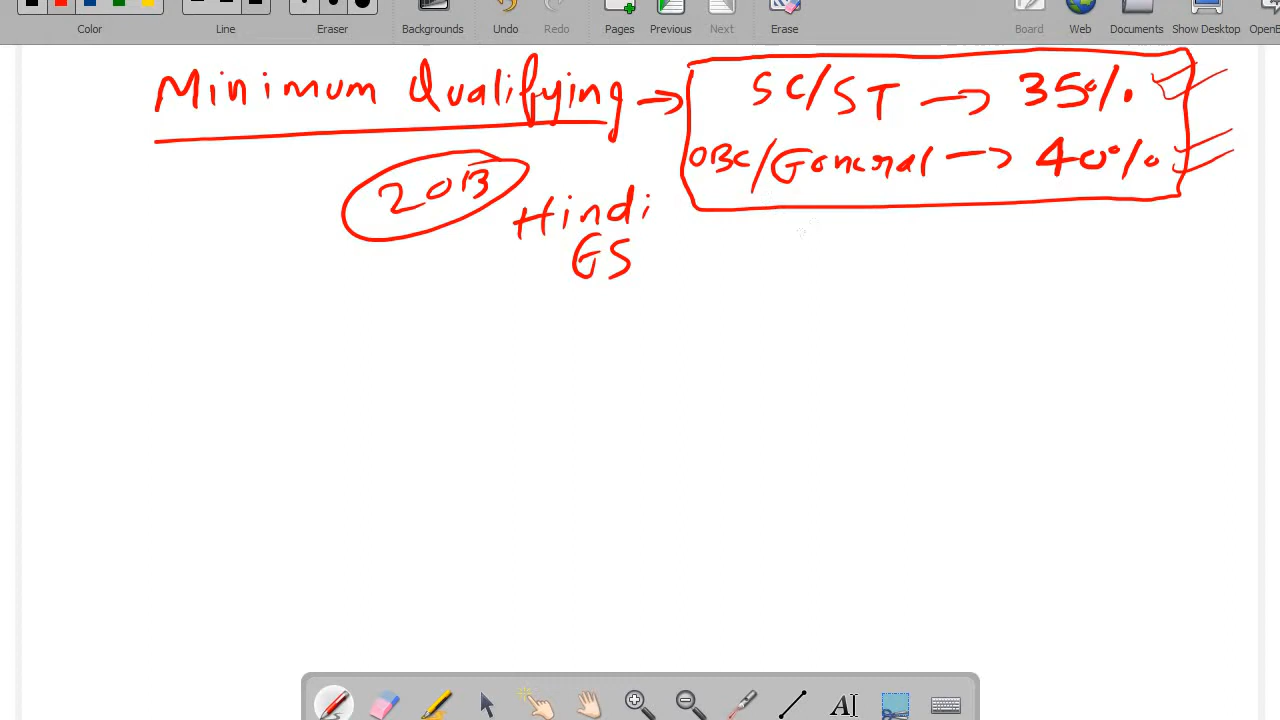 Color Line Eraser Backgrounds Undo Redo Pages Previous Next Erase Board Web Documents Show Desktop OpenB
Minimum Qualifying → SC/ST → 35%
OBC/General → 40%
2013
Hindi
GS